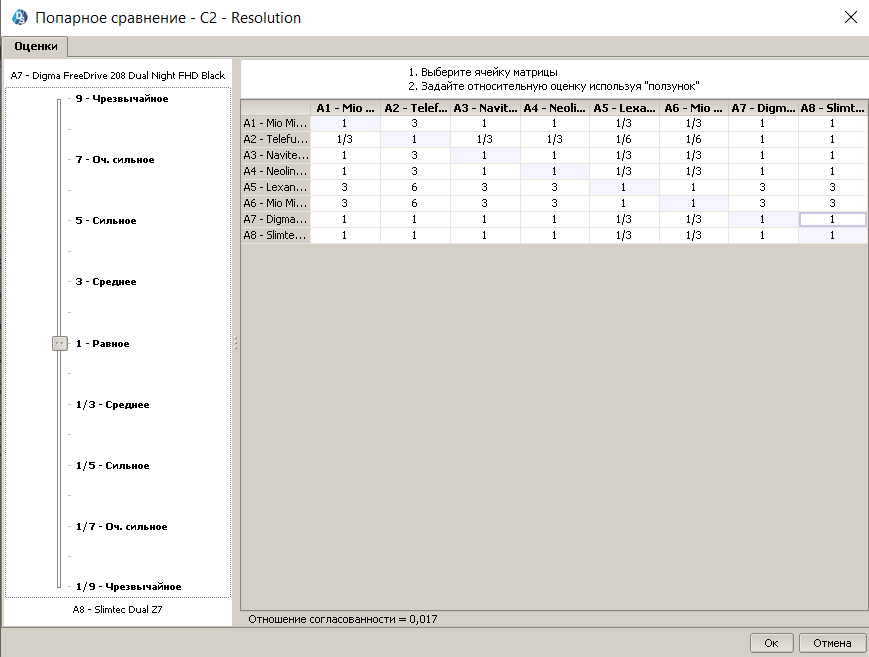 Попарное сравнение - C2 - Resolution
Оценки
A7 - Digma FreeDrive 208 Dual Night FHD Black
9 - Чрезвычайное
7 - Оч. сильное
5 - Сильное
3 - Среднее
1 - Равное
1/3 - Среднее
1/5 - Сильное
1/7 - Оч. сильное
1/9 - Чрезвычайное
A8 - Slimtec Dual Z7
1. Выберите ячейку матрицы
2. Задайте относительную оценку используя "ползунок"
A1 - Mio ... A2 - Telef... A3 - Navit... A4 - Neoli... A5 - Lexa... A6 - Mio ... A7 - Digm... A8 - Slimt...
A1 - Mio Mi... 1 3 1 1 1/3 1/3 1 1
A2 - Telefu... 1/3 1 1/3 1/3 1/6 1/6 1 1
A3 - Navite... 1 3 1 1 1/3 1/3 1 1
A4 - Neolin... 1 3 1 1 1/3 1/3 1 1
A5 - Lexan... 3 6 3 3 1 1 3 3
A6 - Mio Mi... 3 6 3 3 1 1 3 3
A7 - Digma... 1 1 1 1 1/3 1/3 1 1
A8 - Slimte... 1 1 1 1 1/3 1/3 1 1
Отношение согласованности = 0,017
Ок
Отмена